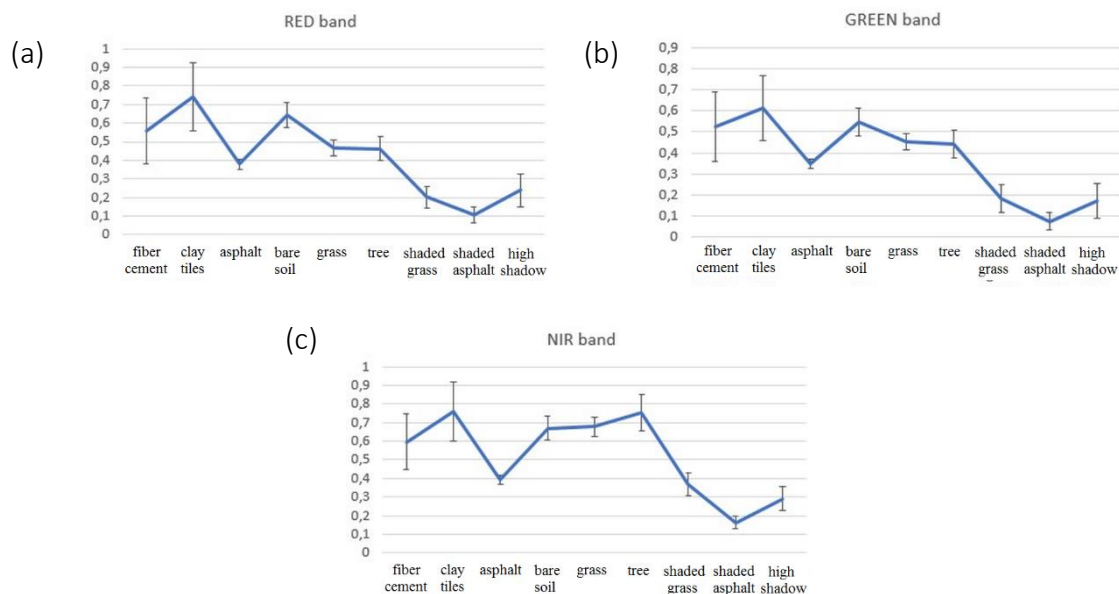 RED band
(a)
1
0,9
0,8
0,7
0,6
0,5
0,4
0,3
0,2
0,1
0
fiber cement
clay tiles
asphalt
bare soil
grass
tree
shaded grass
shaded asphalt
high shadow
GREEN band
(b)
0,9
0,8
0,7
0,6
0,5
0,4
0,3
0,2
0,1
0
fiber cement
clay tiles
asphalt
bare soil
grass
tree
shaded grass
shaded asphalt
high shadow
(c)
NIR band
1
0,9
0,8
0,7
0,6
0,5
0,4
0,3
0,2
0,1
0
fiber cement
clay tiles
asphalt
bare soil
grass
tree
shaded grass
shaded asphalt
high shadow